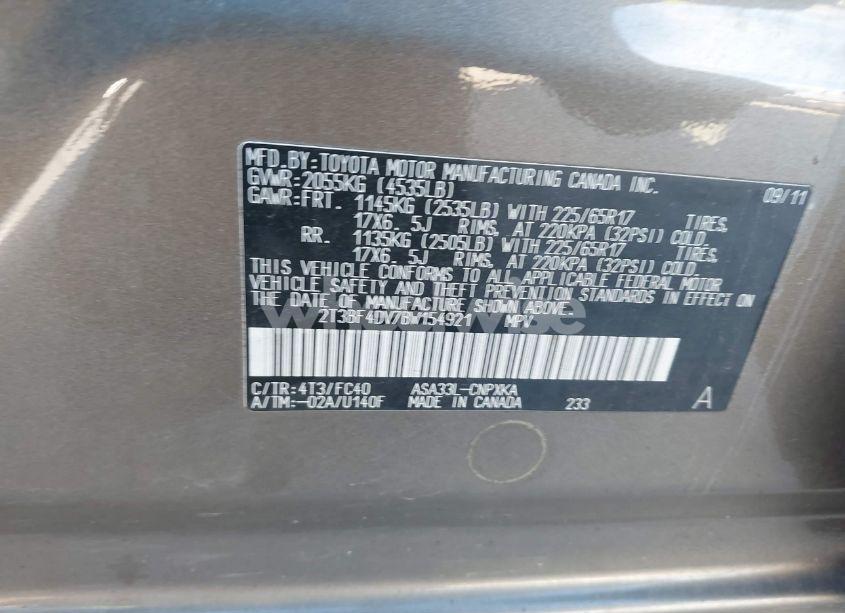 MFD.BY:TOYOTA MOTOR MANUFACTURING CANADA INC. 09/11
GVWR:2055KG (4535LB)
GAWR:FRT. 1145KG (2535LB) WITH 225/65R17 TIRES.
17X6. 5J RIMS. AT 220KPA (32PSI) COLD.
RR. 1135KG (2505LB) WITH 225/65R17 TIRES.
17X6. 5J RIMS. AT 220KPA (32PSI) COLD.
THIS VEHICLE CONFORMS TO ALL APPLICABLE FEDERAL MOTOR
VEHICLE SAFETY AND THEFT PREVENTION STANDARDS IN EFFECT ON
THE DATE OF MANUFACTURE SHOWN ABOVE.
2T3BF4DV7BW154921 MPV
C/TR:4T3/FC40 ASA33L-CNPXKA
A/TM:-02A/U140F MADE IN CANADA 233 A